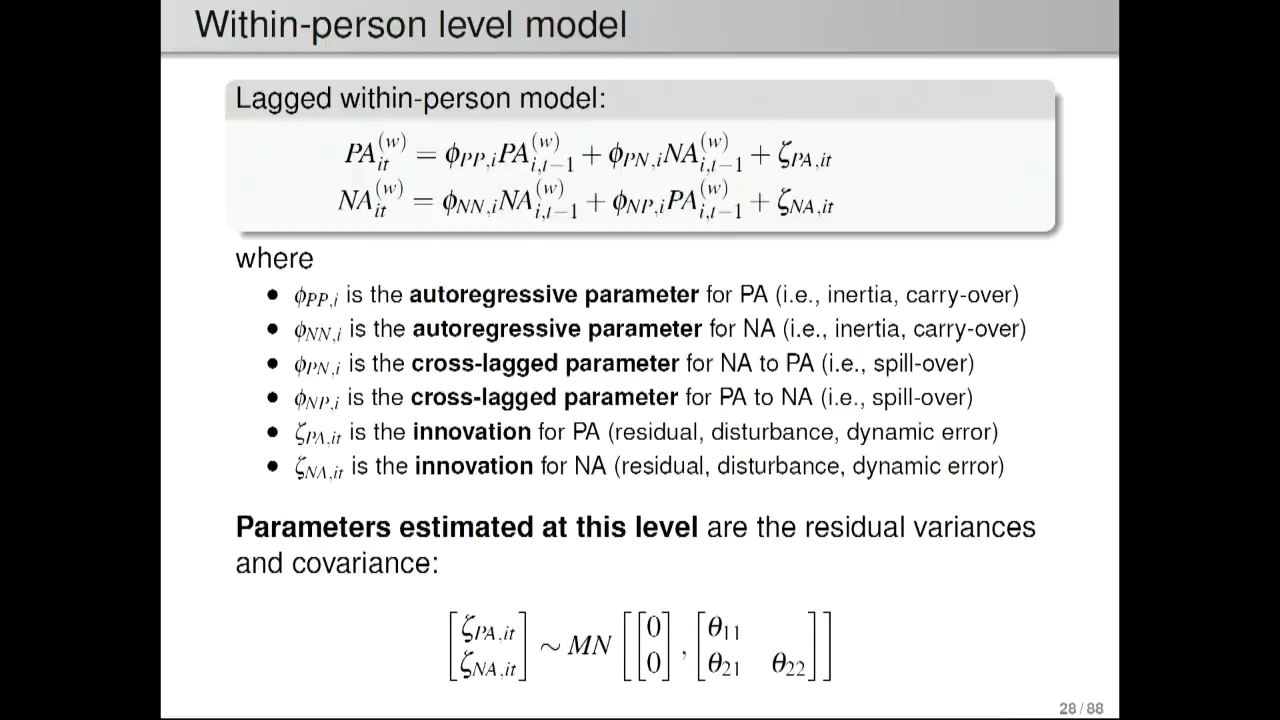 Within-person level model
Lagged within-person model:
PA_{it}^{(w)} = ϕ_{PP,i}PA_{i,t−1}^{(w)} + ϕ_{PN,i}NA_{i,t−1}^{(w)} + ζ_{PA,it}
NA_{it}^{(w)} = ϕ_{NN,i}NA_{i,t−1}^{(w)} + ϕ_{NP,i}PA_{i,t−1}^{(w)} + ζ_{NA,it}
where
• ϕ_{PP,i} is the autoregressive parameter for PA (i.e., inertia, carry-over)
• ϕ_{NN,i} is the autoregressive parameter for NA (i.e., inertia, carry-over)
• ϕ_{PN,i} is the cross-lagged parameter for NA to PA (i.e., spill-over)
• ϕ_{NP,i} is the cross-lagged parameter for PA to NA (i.e., spill-over)
• ζ_{PA,it} is the innovation for PA (residual, disturbance, dynamic error)
• ζ_{NA,it} is the innovation for NA (residual, disturbance, dynamic error)
Parameters estimated at this level are the residual variances
and covariance:
[ζ_{PA,it}; ζ_{NA,it}] ∼ MN [[0; 0], [θ_{11}; θ_{21} θ_{22}]]
28 / 88